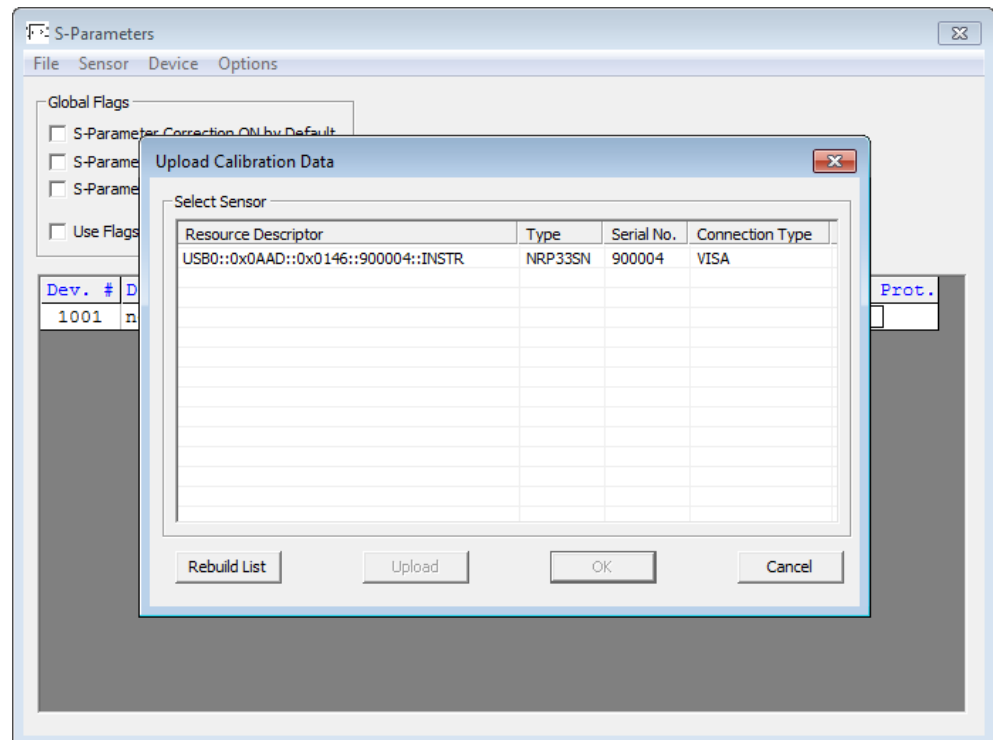 S-Parameters
File Sensor Device Options
Global Flags
S-Parameter Correction ON by Default
S-Parame
S-Parame
Use Flags
Upload Calibration Data
Select Sensor
Resource Descriptor Type Serial No. Connection Type
USB0::0x0AAD::0x0146::900004::INSTR NRP33SN 900004 VISA
Dev. # D Prot.
1001 n
Rebuild List Upload OK Cancel